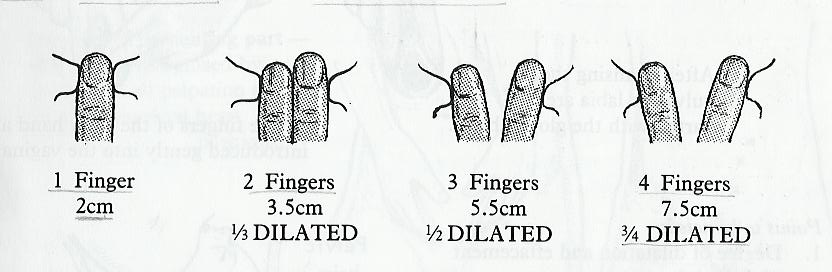 1 Finger
2cm
2 Fingers
3.5cm
⅓ DILATED
3 Fingers
5.5cm
½ DILATED
4 Fingers
7.5cm
¾ DILATED